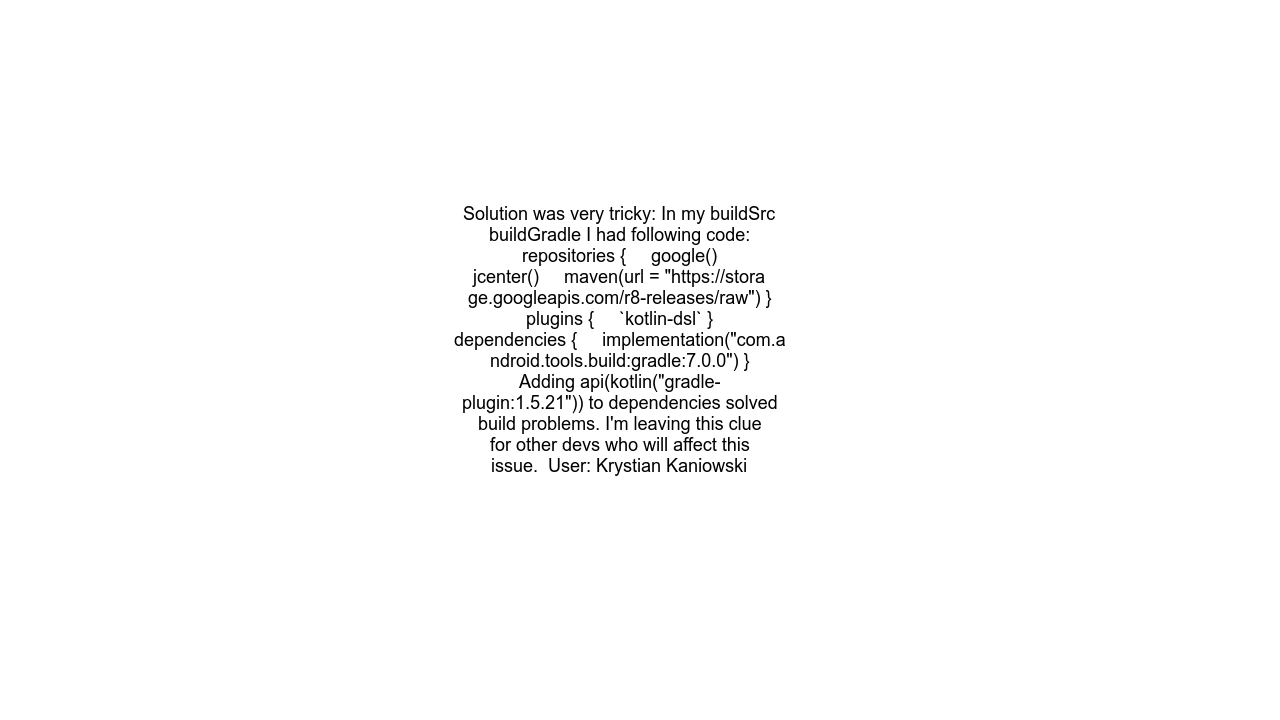 Solution was very tricky: In my buildSrc
buildGradle I had following code:
repositories {     google()
jcenter()     maven(url = "https://stora
ge.googleapis.com/r8-releases/raw") }
plugins {     `kotlin-dsl` }
dependencies {     implementation("com.a
ndroid.tools.build:gradle:7.0.0") }
Adding api(kotlin("gradle-
plugin:1.5.21")) to dependencies solved
build problems. I'm leaving this clue
for other devs who will affect this
issue.  User: Krystian Kaniowski